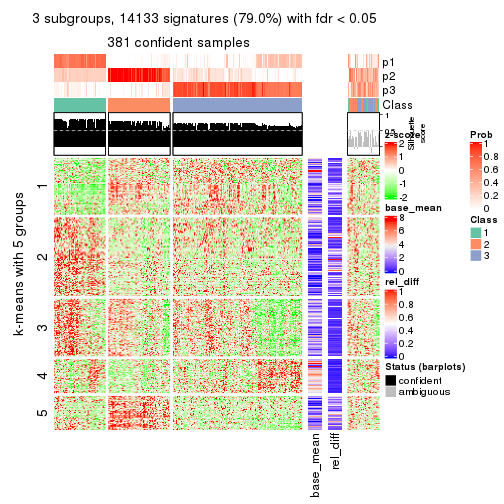 3 subgroups, 14133 signatures (79.0%) with fdr < 0.05
381 confident samples
p1
p2
p3
Class
1
0.5
Silhouette score
k-means with 5 groups
1
2
3
4
5
base_mean
rel_diff
z-score
2
1
0
-1
-2
base_mean
8
6
4
2
0
rel_diff
1
0.8
0.6
0.4
0.2
0
Status (barplots)
confident
ambiguous
Prob
1
0.8
0.6
0.4
0.2
0
Class
1
2
3